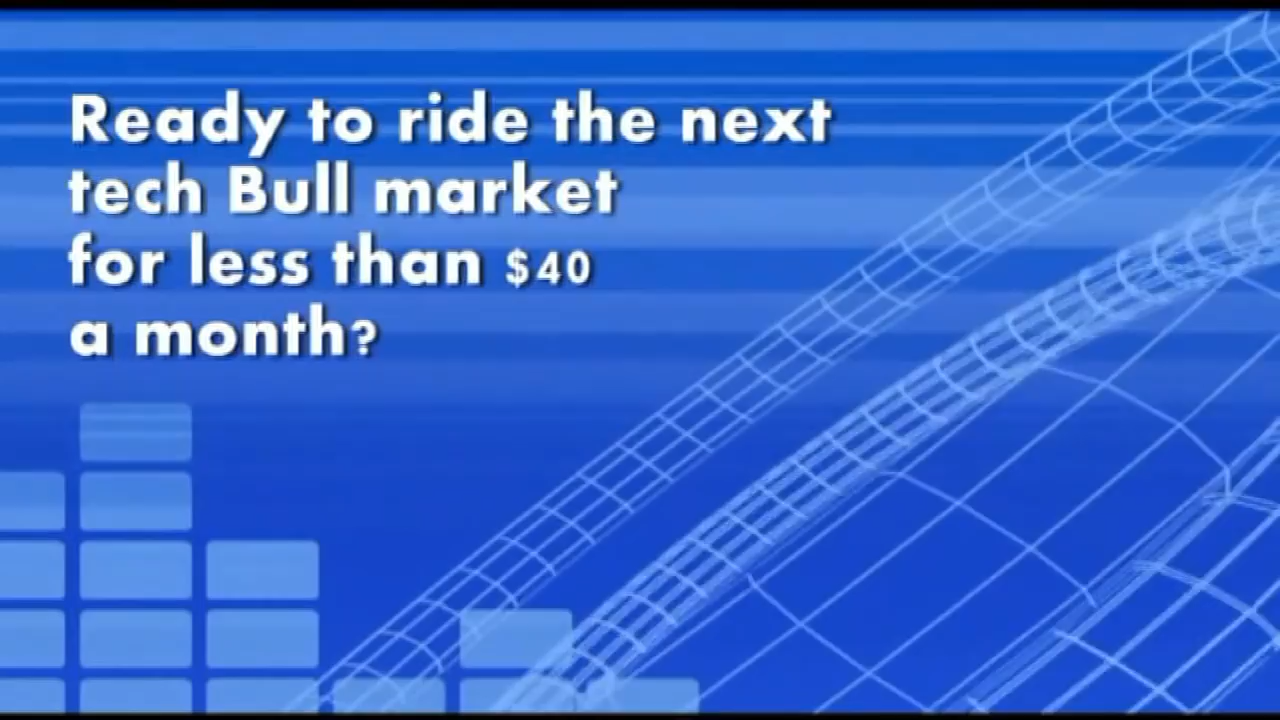 Ready to ride the next
tech Bull market
for less than $40
a month?